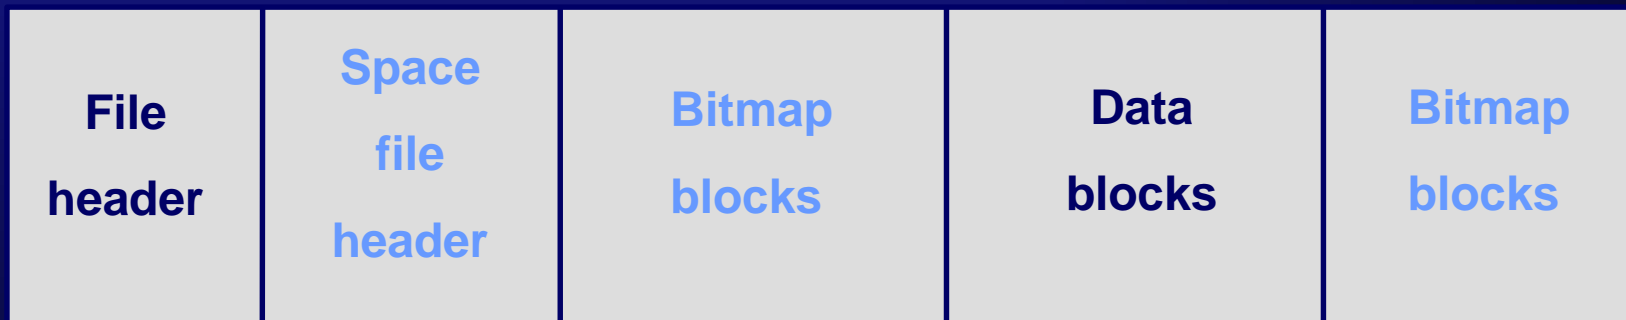 File
header
Space
file
header
Bitmap
blocks
Data
blocks
Bitmap
blocks